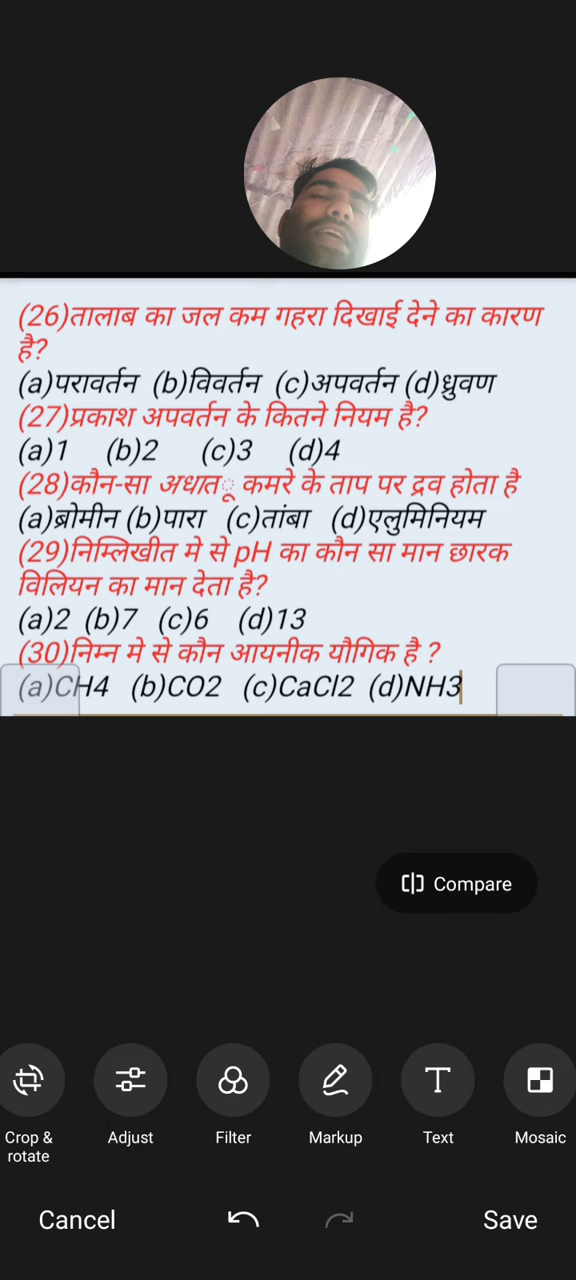 (26)तालाब का जल कम गहरा दिखाई देने का कारण
है?
(a)परावर्तन (b)विवर्तन (c)अपवर्तन (d)ध्रुवण
(27)प्रकाश अपवर्तन के कितने नियम है?
(a)1 (b)2 (c)3 (d)4
(28)कौन-सा अधातू कमरे के ताप पर द्रव होता है
(a)ब्रोमीन (b)पारा (c)तांबा (d)एलुमिनियम
(29)निम्लिखीत मे से pH का कौन सा मान छारक
विलियन का मान देता है?
(a)2 (b)7 (c)6 (d)13
(30)निम्न मे से कौन आयनीक यौगिक है ?
(a)CH4 (b)CO2 (c)CaCl2 (d)NH3
Compare
Crop & rotate Adjust Filter Markup Text Mosaic
Cancel Save